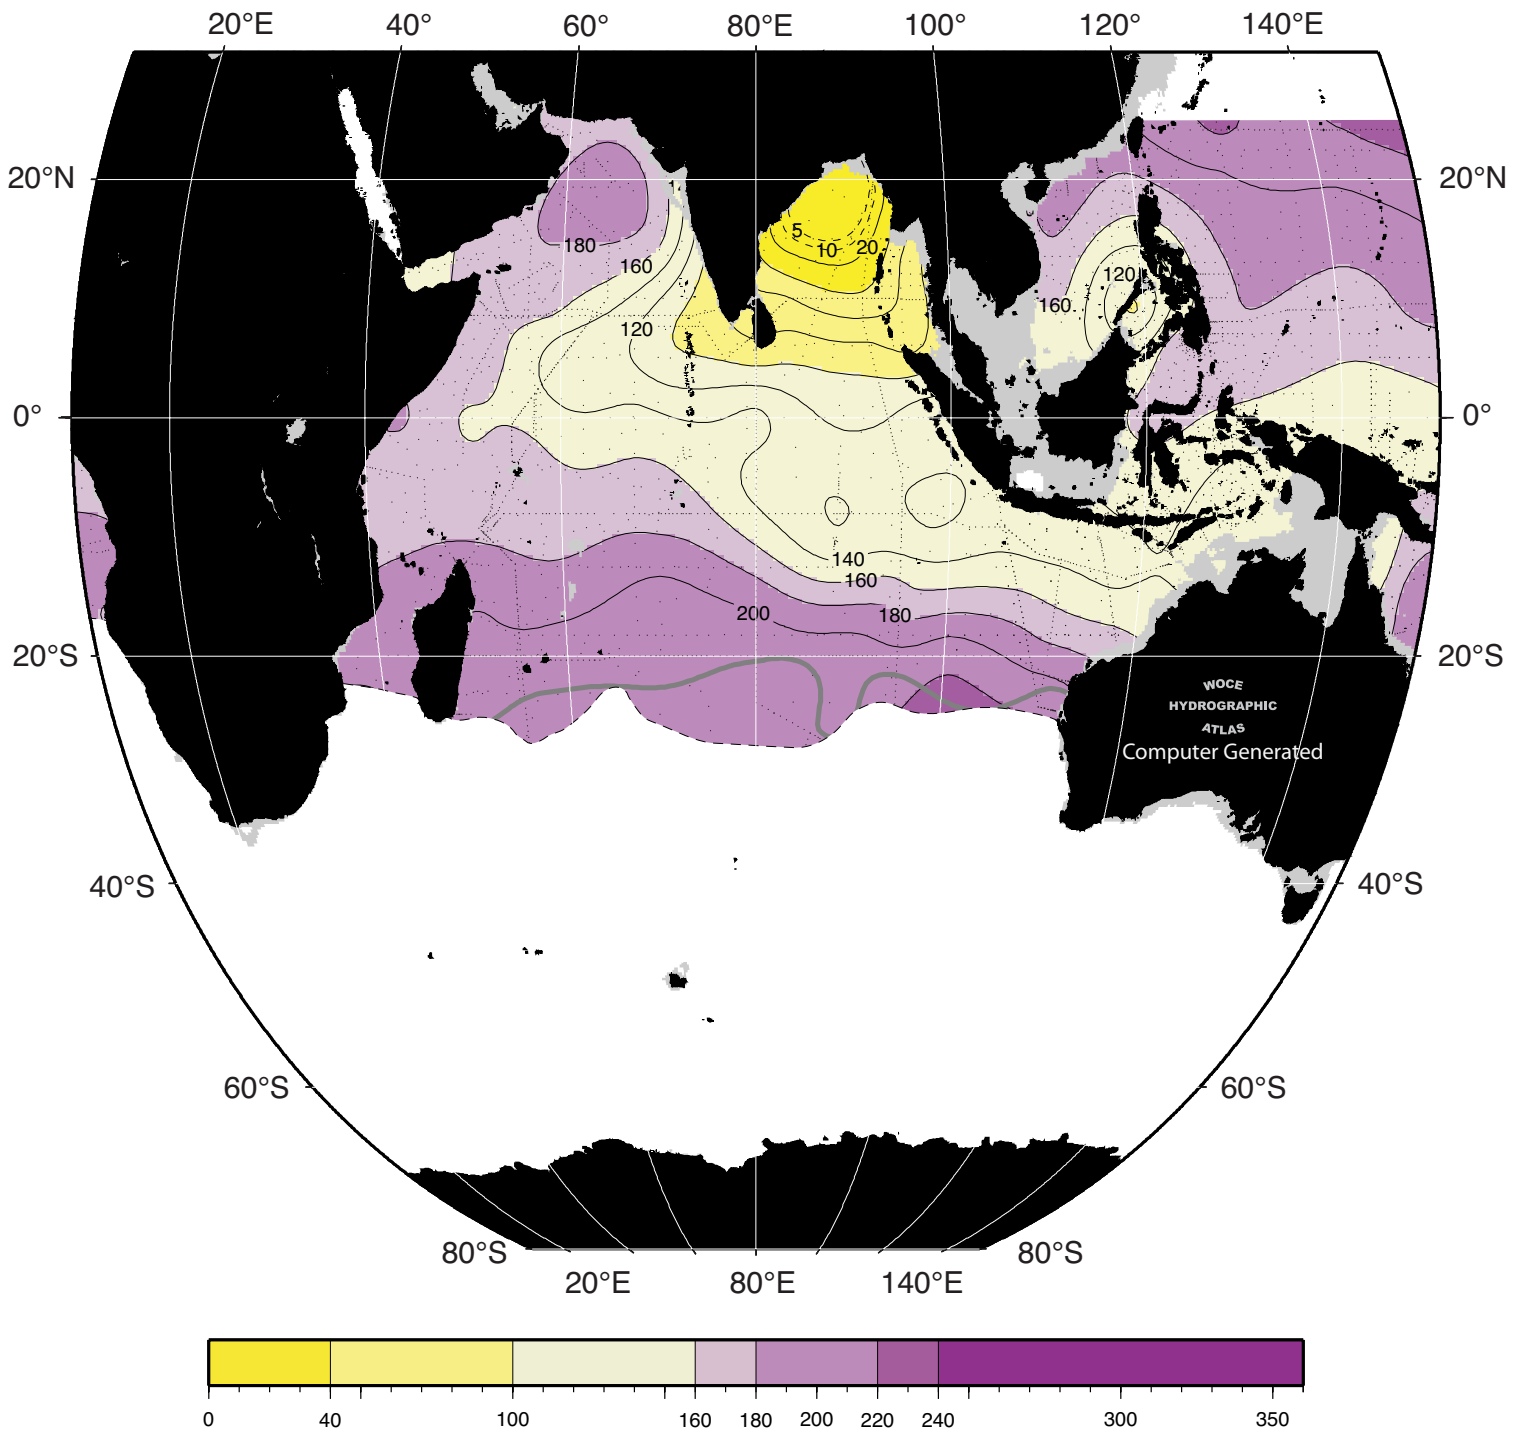 20°E 40° 60° 80°E 100° 120° 140°E
20°N 20°N
5 20
180 10
160
120
160
120
0° 0°
140
160
200 180
20°S 20°S
WOCE
HYDROGRAPHIC
ATLAS
Computer Generated
40°S 40°S
60°S 60°S
80°S 80°S
20°E 80°E 140°E
0 40 100 160 180 200 220 240 300 350